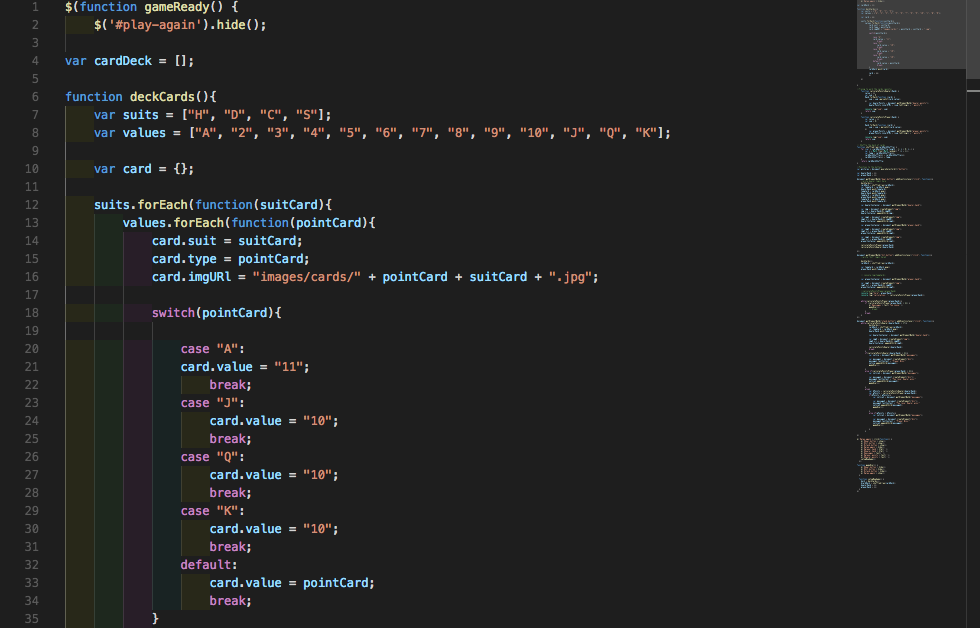 1 $(function gameReady() {
2 $('#play-again').hide();
3
4 var cardDeck = [];
5
6 function deckCards(){
7 var suits = ["H", "D", "C", "S"];
8 var values = ["A", "2", "3", "4", "5", "6", "7", "8", "9", "10", "J", "Q", "K"];
9
10 var card = {};
11
12 suits.forEach(function(suitCard){
13 values.forEach(function(pointCard){
14 card.suit = suitCard;
15 card.type = pointCard;
16 card.imgURl = "images/cards/" + pointCard + suitCard + ".jpg";
17
18 switch(pointCard){
19
20 case "A":
21 card.value = "11";
22 break;
23 case "J":
24 card.value = "10";
25 break;
26 case "Q":
27 card.value = "10";
28 break;
29 case "K":
30 card.value = "10";
31 break;
32 default:
33 card.value = pointCard;
34 break;
35 }